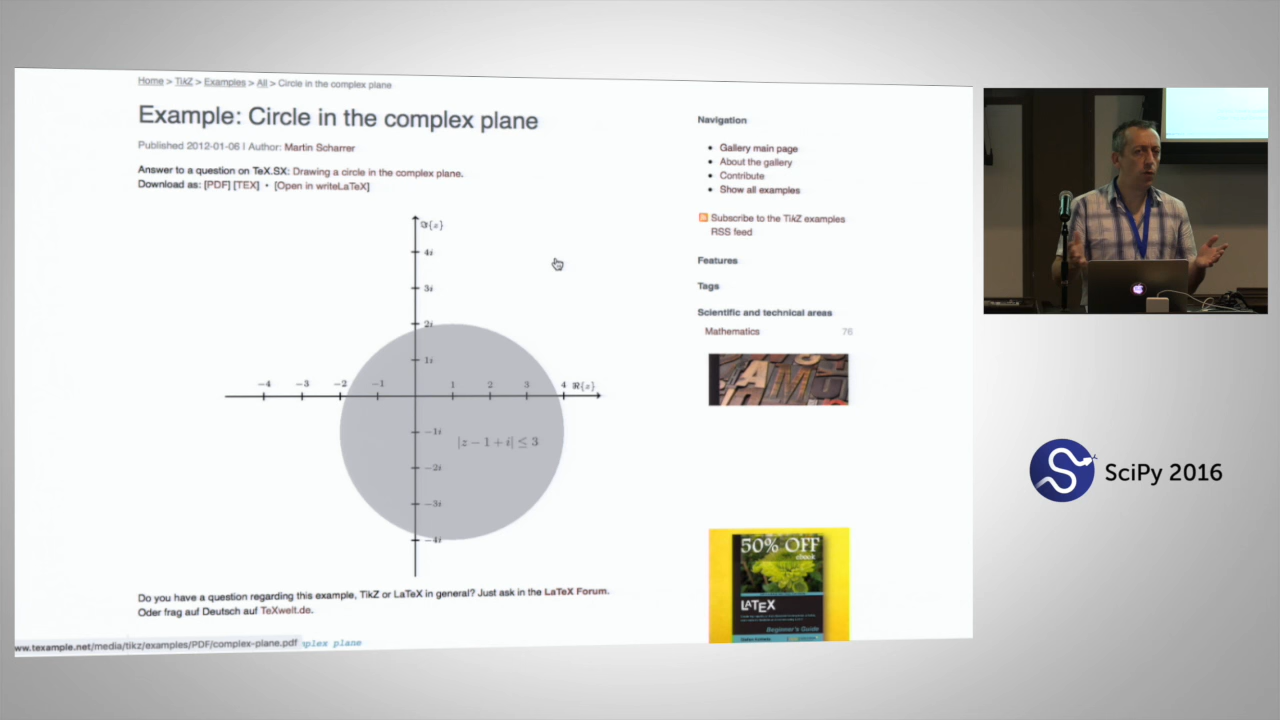 Home > TikZ > Examples > All > Circle in the complex plane
Example: Circle in the complex plane
Published 2012-01-06 | Author: Martin Scharrer
Answer to a question on TeX.SX: Drawing a circle in the complex plane.
Download as: [PDF] [TEX] • [Open in writeLaTeX]
ℑ{z}
4i
3i
2i
1i
−4 −3 −2 −1 1 2 3 4 ℜ{z}
−1i
|z − 1 + i| ≤ 3
−2i
−3i
−4i
Do you have a question regarding this example, TikZ or LaTeX in general? Just ask in the LaTeX Forum.
Oder frag auf Deutsch auf TeXwelt.de.
ww.texample.net/media/tikz/examples/PDF/complex-plane.pdf
plex plane
Navigation
• Gallery main page
• About the gallery
• Contribute
• Show all examples
Subscribe to the TikZ examples
RSS feed
Features
Tags
Scientific and technical areas
Mathematics 76
AMS
50% OFF
ebook
LATEX
Beginner's Guide
SciPy 2016